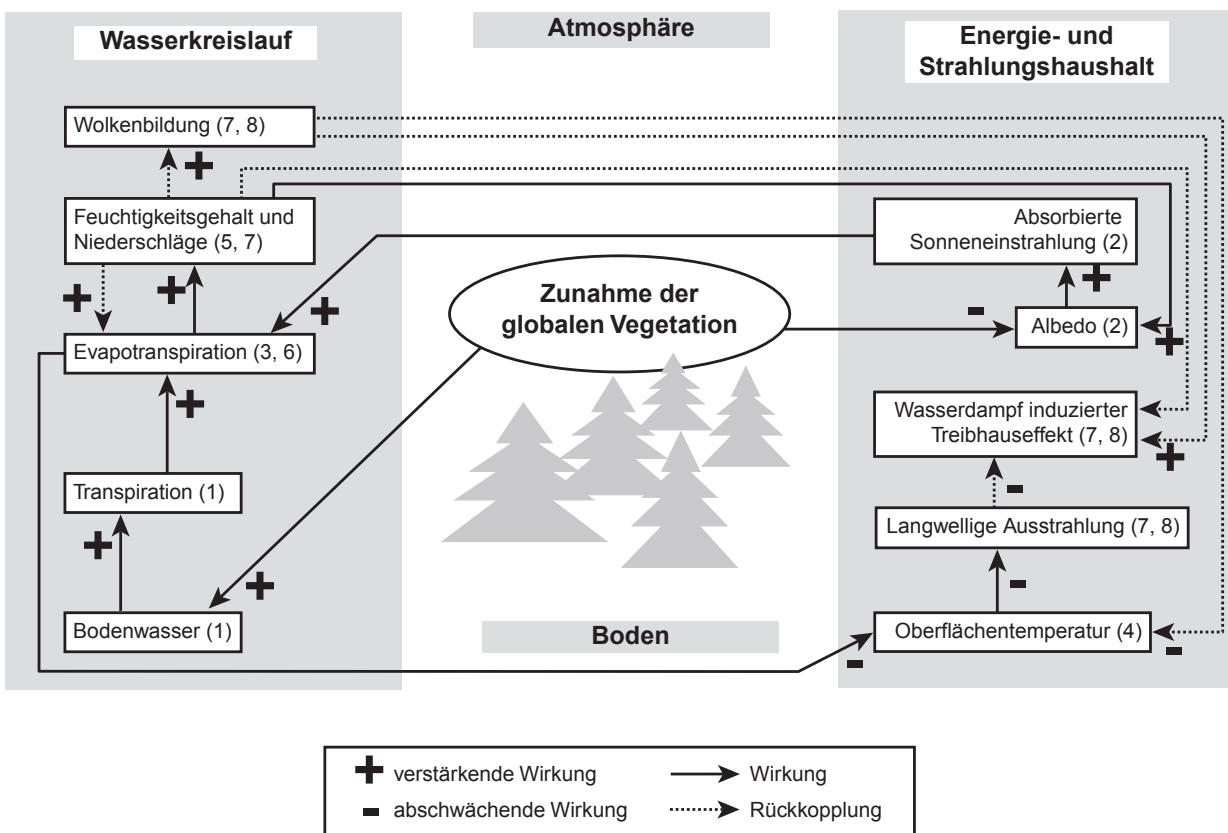 Wasserkreislauf
Atmosphäre
Energie- und
Strahlungshaushalt
Wolkenbildung (7, 8)
+
Feuchtigkeitsgehalt und
Niederschläge (5, 7)
+
+
Evapotranspiration (3, 6)
+
+
Transpiration (1)
+
Bodenwasser (1)
+
Zunahme der
globalen Vegetation
Boden
Absorbierte
Sonneneinstrahlung (2)
+
-
Albedo (2)
+
Wasserdampf induzierter
Treibhauseffekt (7, 8)
+
-
Langwellige Ausstrahlung (7, 8)
-
Oberflächentemperatur (4)
-
-
+ verstärkende Wirkung
Wirkung
- abschwächende Wirkung
Rückkopplung